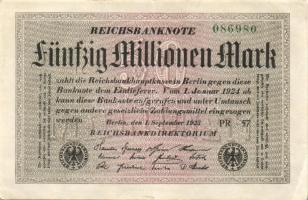 REICHSBANKNOTE
086980
Fünfzig Millionen Mark
zahlt die Reichsbankhauptkasse in Berlin gegen diese
Banknote dem Einlieferer. Vom 1. Januar 1924 ab
kann diese Banknote aufgerufen und unter Umtausch
gegen andere gesetzliche Zahlungsmittel eingezogen
werden
Berlin, den 1. September 1923 PR-57
REICHSBANKDIREKTORIUM